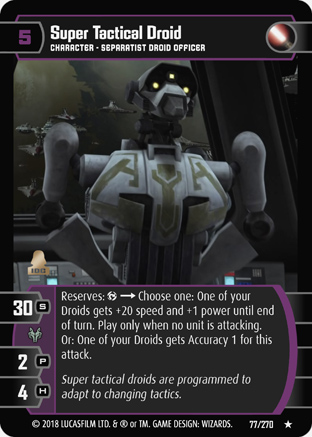 5 Super Tactical Droid
CHARACTER - SEPARATIST DROID OFFICER
30 S
2 P
4 H
Reserves: → Choose one: One of your
Droids gets +20 speed and +1 power until end
of turn. Play only when no unit is attacking.
Or: One of your Droids gets Accuracy 1 for this
attack.
Super tactical droids are programmed to
adapt to changing tactics.
© 2018 LUCASFILM LTD. & ® or TM. GAME DESIGN: WIZARDS. 77/270 ★